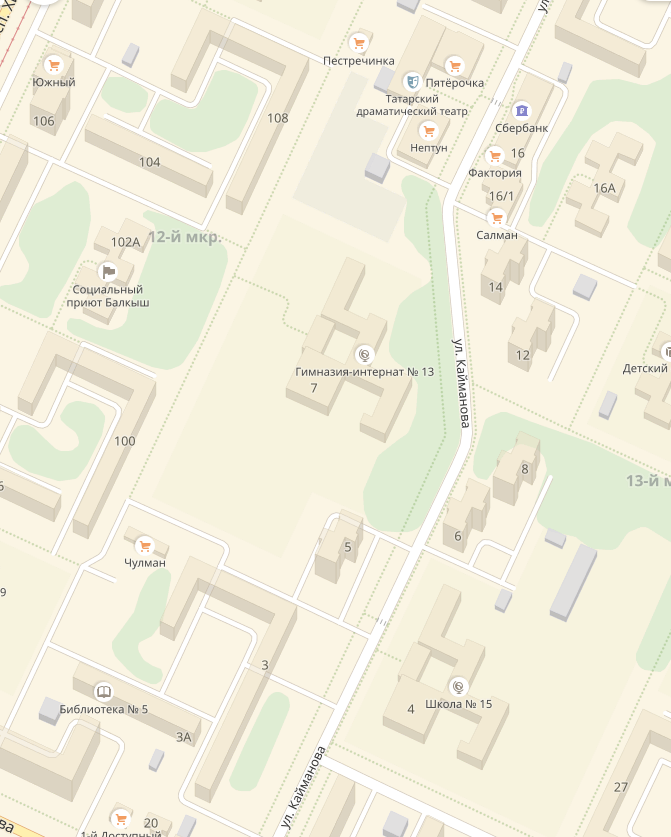 Пестречинка
Южный
106
Пятёрочка
Татарский
драматический театр
Сбербанк
108
Нептун
104
16
Фактория
16А
16/1
Салман
102А
12-й мкр.
Социальный
приют Балкыш
14
12
ул. Кайманова
Гимназия-интернат № 13
7
Детский
100
8
13-й м
6
5
Чулман
9
3
Школа № 15
4
Библиотека № 5
3А
ул. Кайманова
27
20
1-й Доступный
ва